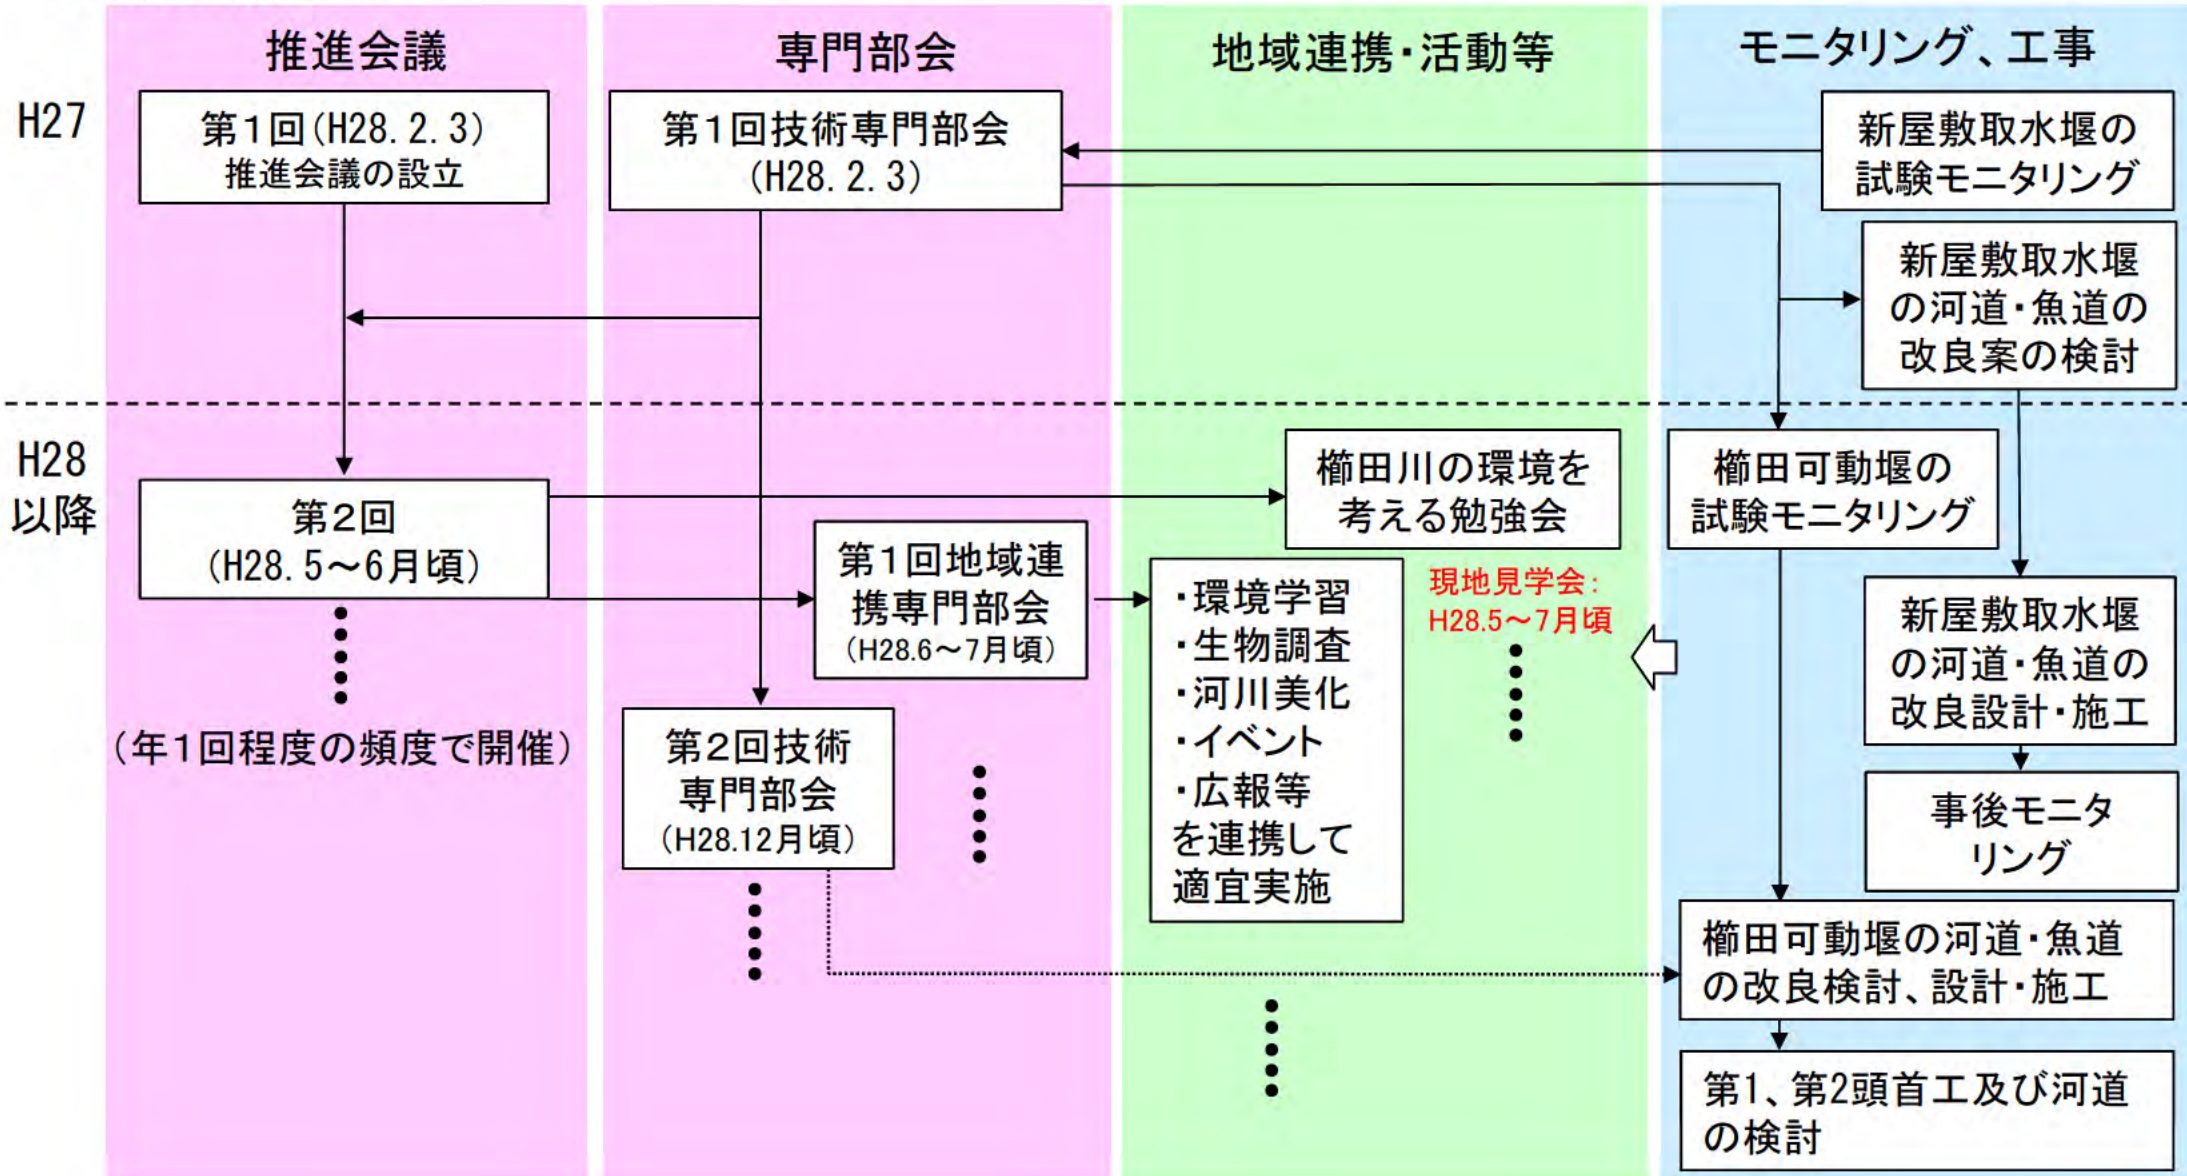 推進会議
専門部会
地域連携・活動等
モニタリング、工事
H27
第1回(H28.2.3)
推進会議の設立
第1回技術専門部会
(H28.2.3)
新屋敷取水堰の
試験モニタリング
新屋敷取水堰
の河道・魚道の
改良案の検討
H28
以降
第2回
(H28.5～6月頃)
(年1回程度の頻度で開催)
第1回地域連
携専門部会
(H28.6～7月頃)
第2回技術
専門部会
(H28.12月頃)
櫛田川の環境を
考える勉強会
・環境学習
・生物調査
・河川美化
・イベント
・広報等
を連携して
適宜実施
現地見学会：
H28.5～7月頃
櫛田可動堰の
試験モニタリング
新屋敷取水堰
の河道・魚道の
改良設計・施工
事後モニタ
リング
櫛田可動堰の河道・魚道
の改良検討、設計・施工
第1、第2頭首工及び河道
の検討